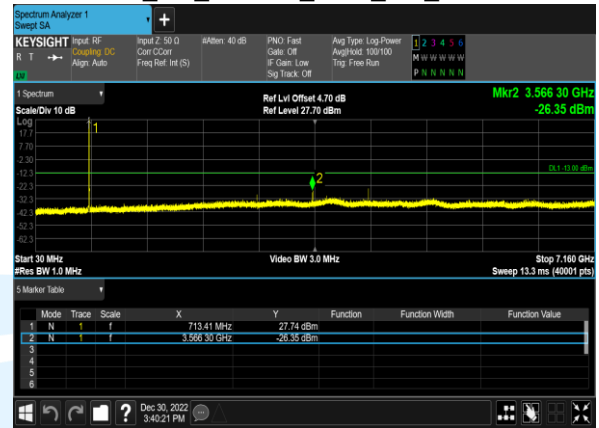 Spectrum Analyzer 1
Swept SA
+
KEYSIGHT Input: RF Input Z: 50 Ω #Atten: 40 dB PNO: Fast Avg Type: Log-Power 1 2 3 4 5 6
R T Coupling: DC Corr CCorr Gate: Off Avg|Hold: 100/100 M W W W W W
Align: Auto Freq Ref: Int (S) IF Gain: Low Trig: Free Run P N N N N N
LW Sig Track: Off
1 Spectrum Ref Lvl Offset 4.70 dB Mkr2 3.566 30 GHz
Scale/Div 10 dB Ref Level 27.70 dBm -26.35 dBm
Log
17.7
7.70
-2.30
-12.3
-22.3
-32.3
-42.3
-52.3
-62.3
1
2
DL1 -13.00 dBm
Start 30 MHz Video BW 3.0 MHz Stop 7.160 GHz
#Res BW 1.0 MHz Sweep 13.3 ms (40001 pts)
5 Marker Table
Mode Trace Scale X Y Function Function Width Function Value
1 N 1 f 713.41 MHz 27.74 dBm
2 N 1 f 3.566 30 GHz -26.35 dBm
3
4
5
6
? Dec 30, 2022
3:40:21 PM